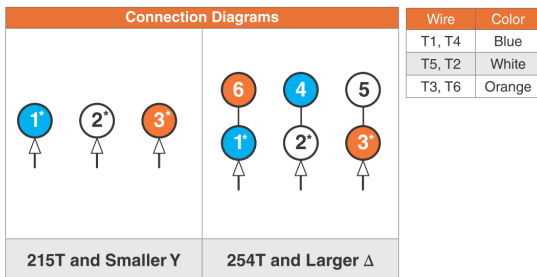 Connection Diagrams
1* 2* 3*
6 4 5
1* 2* 3*
215T and Smaller Y
254T and Larger Δ
Wire Color
T1, T4 Blue
T5, T2 White
T3, T6 Orange